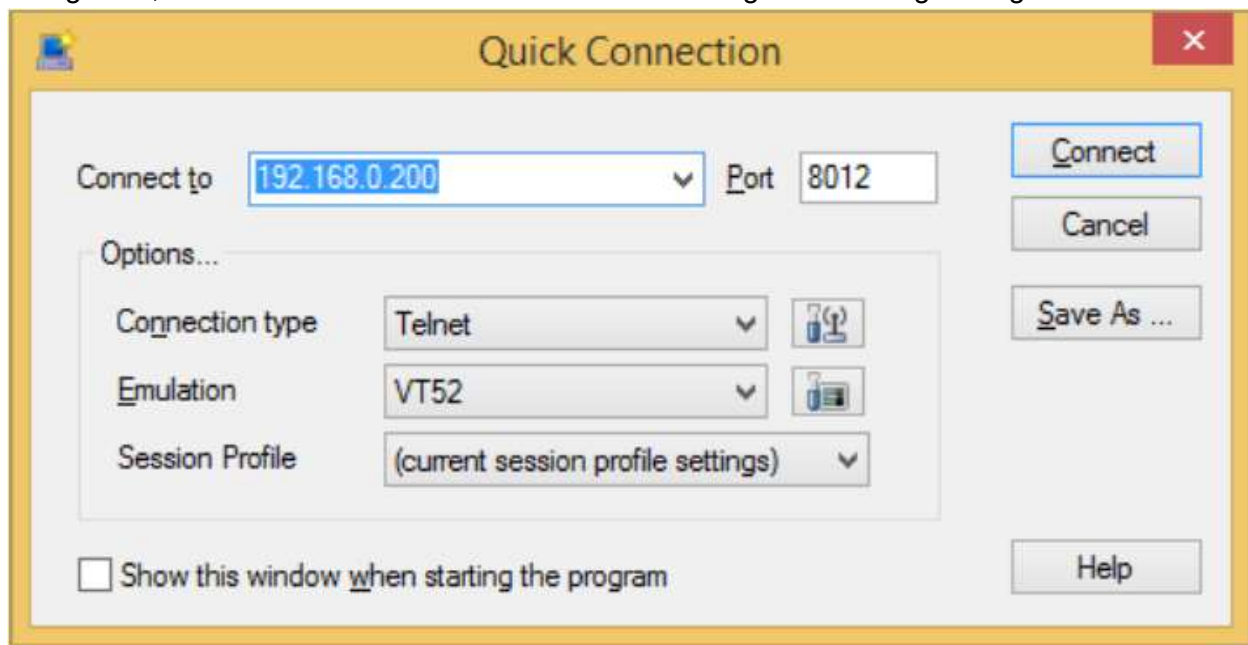 Quick Connection
Connect to 192.168.0.200 Port 8012 Connect
Cancel
Options...
Connection type Telnet Save As ...
Emulation VT52
Session Profile (current session profile settings)
Show this window when starting the program Help